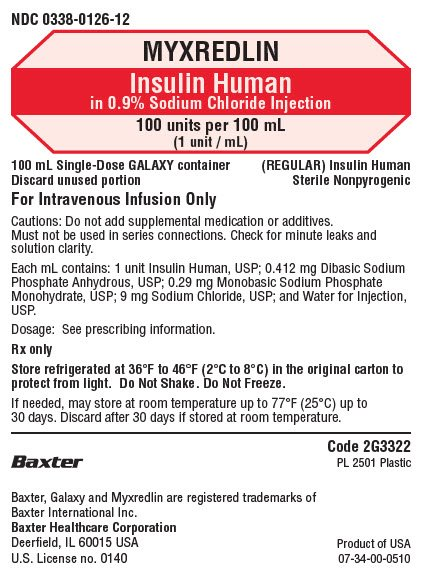 NDC 0338-0126-12
MYXREDLIN
Insulin Human
in 0.9% Sodium Chloride Injection
100 units per 100 mL
(1 unit / mL)
100 mL Single-Dose GALAXY container (REGULAR) Insulin Human
Discard unused portion Sterile Nonpyrogenic
For Intravenous Infusion Only
Cautions: Do not add supplemental medication or additives.
Must not be used in series connections. Check for minute leaks and
solution clarity.
Each mL contains: 1 unit Insulin Human, USP; 0.412 mg Dibasic Sodium
Phosphate Anhydrous, USP; 0.29 mg Monobasic Sodium Phosphate
Monohydrate, USP; 9 mg Sodium Chloride, USP; and Water for Injection,
USP.
Dosage: See prescribing information.
Rx only
Store refrigerated at 36°F to 46°F (2°C to 8°C) in the original carton to
protect from light. Do Not Shake. Do Not Freeze.
If needed, may store at room temperature up to 77°F (25°C) up to
30 days. Discard after 30 days if stored at room temperature.
Code 2G3322
Baxter PL 2501 Plastic
Baxter, Galaxy and Myxredlin are registered trademarks of
Baxter International Inc.
Baxter Healthcare Corporation
Deerfield, IL 60015 USA Product of USA
U.S. License no. 0140 07-34-00-0510